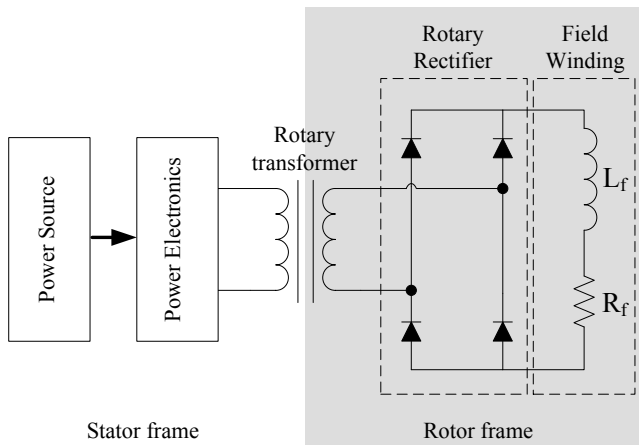 Rotary
Rectifier
Field
Winding
Rotary
transformer
Power Source
Power Electronics
L_f
R_f
Stator frame
Rotor frame